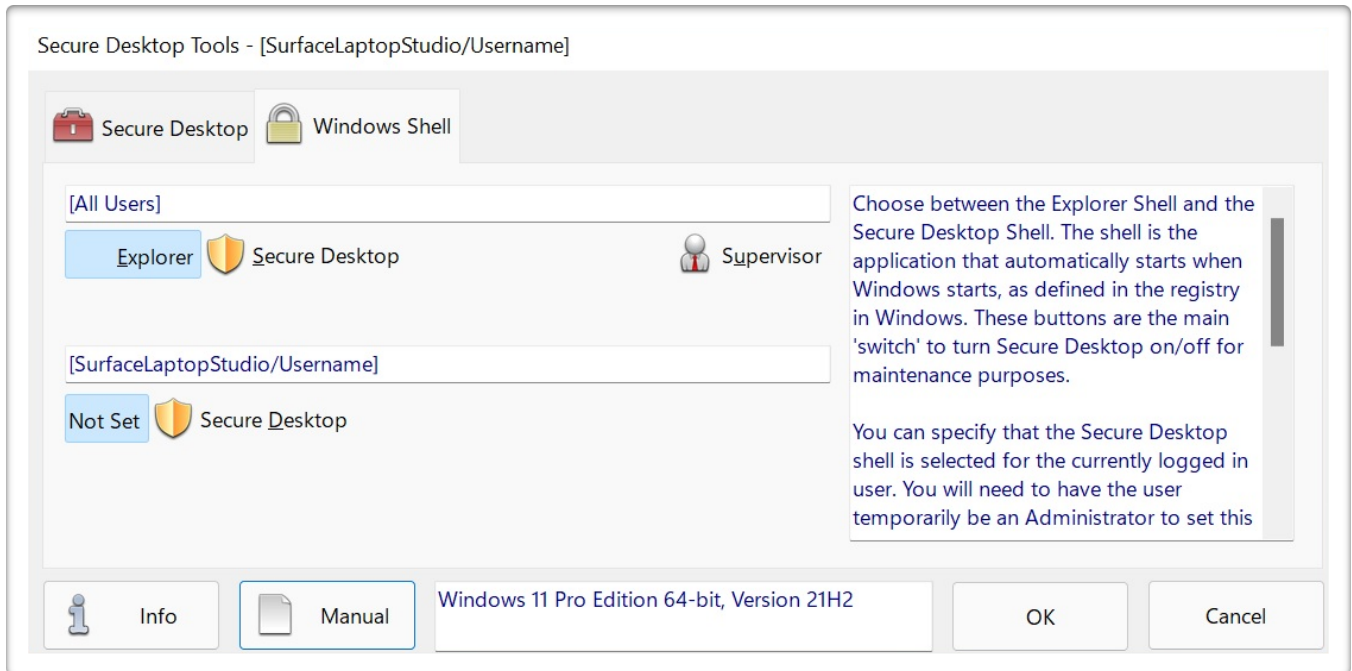 Secure Desktop Tools - [SurfaceLaptopStudio/Username]
Secure Desktop
Windows Shell
[All Users]
Explorer
Secure Desktop
Supervisor
[SurfaceLaptopStudio/Username]
Not Set
Secure Desktop
Choose between the Explorer Shell and the
Secure Desktop Shell. The shell is the
application that automatically starts when
Windows starts, as defined in the registry
in Windows. These buttons are the main
'switch' to turn Secure Desktop on/off for
maintenance purposes.
You can specify that the Secure Desktop
shell is selected for the currently logged in
user. You will need to have the user
temporarily be an Administrator to set this
Info
Manual
Windows 11 Pro Edition 64-bit, Version 21H2
OK
Cancel